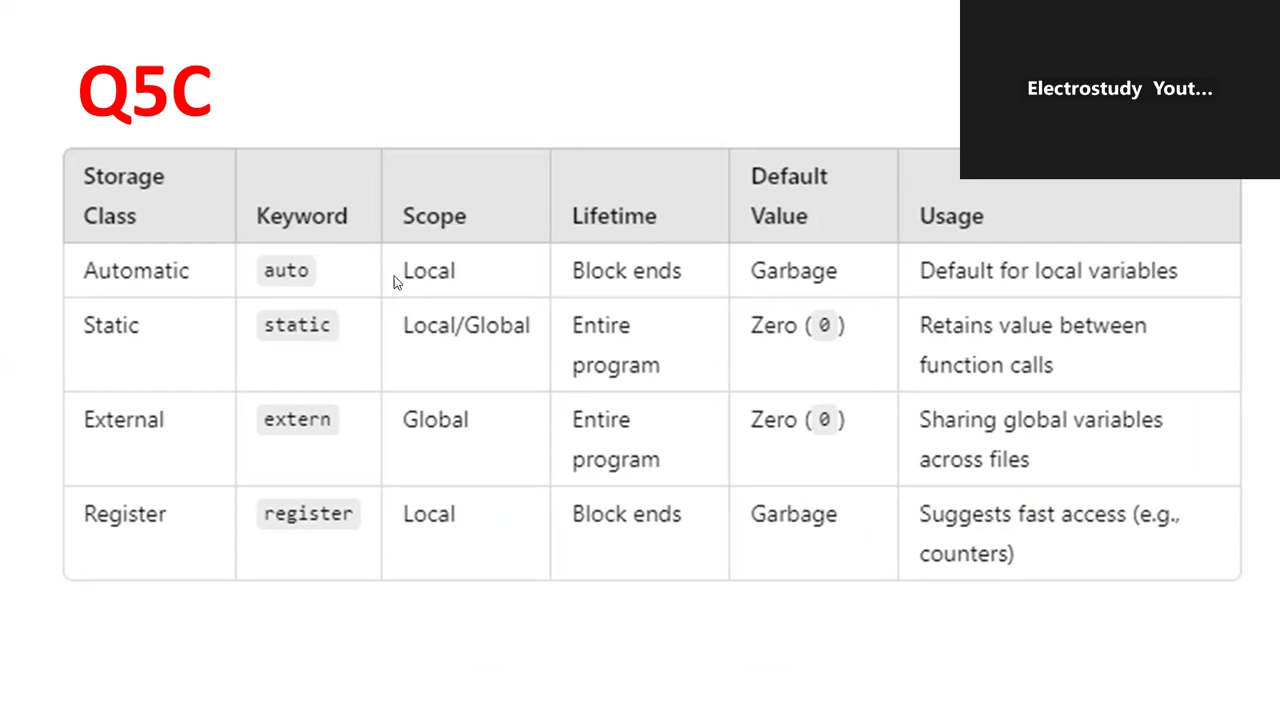 Q5C
Electrostudy Yout...
Storage Class Keyword Scope Lifetime Default Value Usage
Automatic auto Local Block ends Garbage Default for local variables
Static static Local/Global Entire program Zero (0) Retains value between function calls
External extern Global Entire program Zero (0) Sharing global variables across files
Register register Local Block ends Garbage Suggests fast access (e.g., counters)